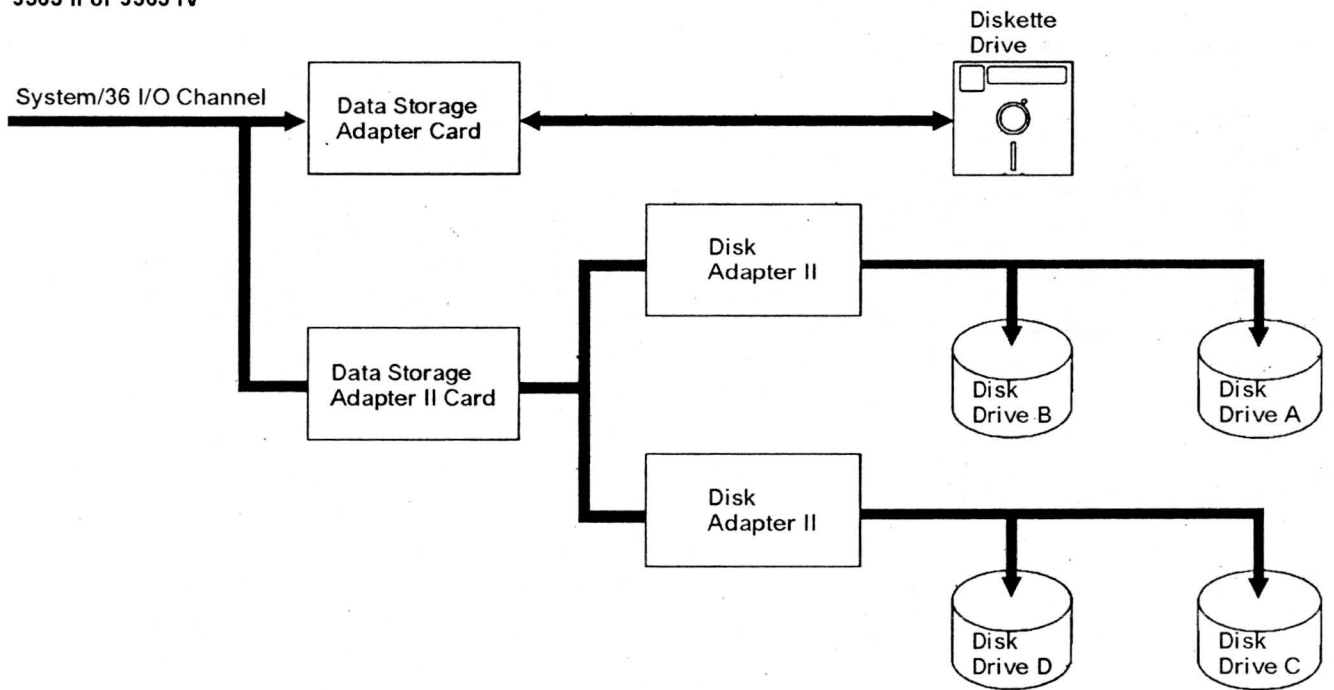 Diskette
Drive
System/36 I/O Channel
Data Storage
Adapter Card
Disk
Adapter II
Data Storage
Adapter II Card
Disk
Drive B
Disk
Drive A
Disk
Adapter II
Disk
Drive D
Disk
Drive C